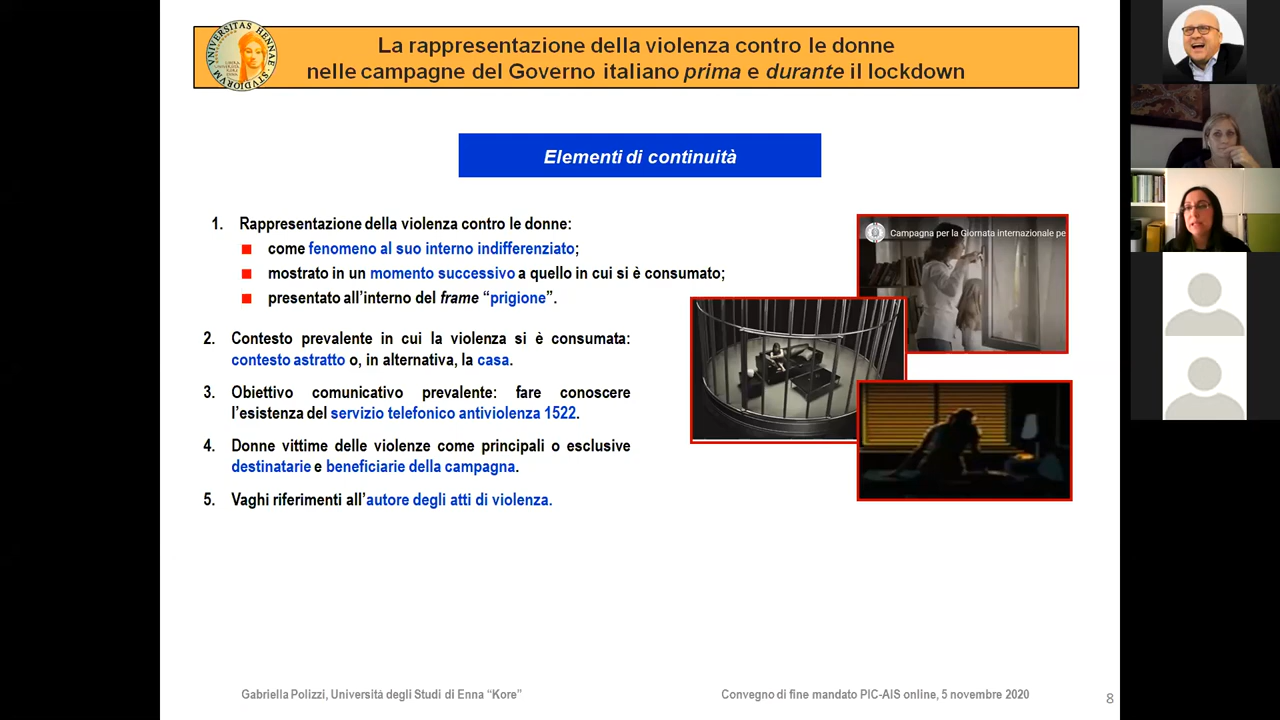 La rappresentazione della violenza contro le donne
nelle campagne del Governo italiano prima e durante il lockdown
Elementi di continuità
1. Rappresentazione della violenza contro le donne:
come fenomeno al suo interno indifferenziato;
mostrato in un momento successivo a quello in cui si è consumato;
presentato all’interno del frame “prigione”.
2. Contesto prevalente in cui la violenza si è consumata:
contesto astratto o, in alternativa, la casa.
3. Obiettivo comunicativo prevalente: fare conoscere
l’esistenza del servizio telefonico antiviolenza 1522.
4. Donne vittime delle violenze come principali o esclusive
destinatarie e beneficiarie della campagna.
5. Vaghi riferimenti all’autore degli atti di violenza.
Campagna per la Giornata internazionale pe
Gabriella Polizzi, Università degli Studi di Enna “Kore”
Convegno di fine mandato PIC-AIS online, 5 novembre 2020
8